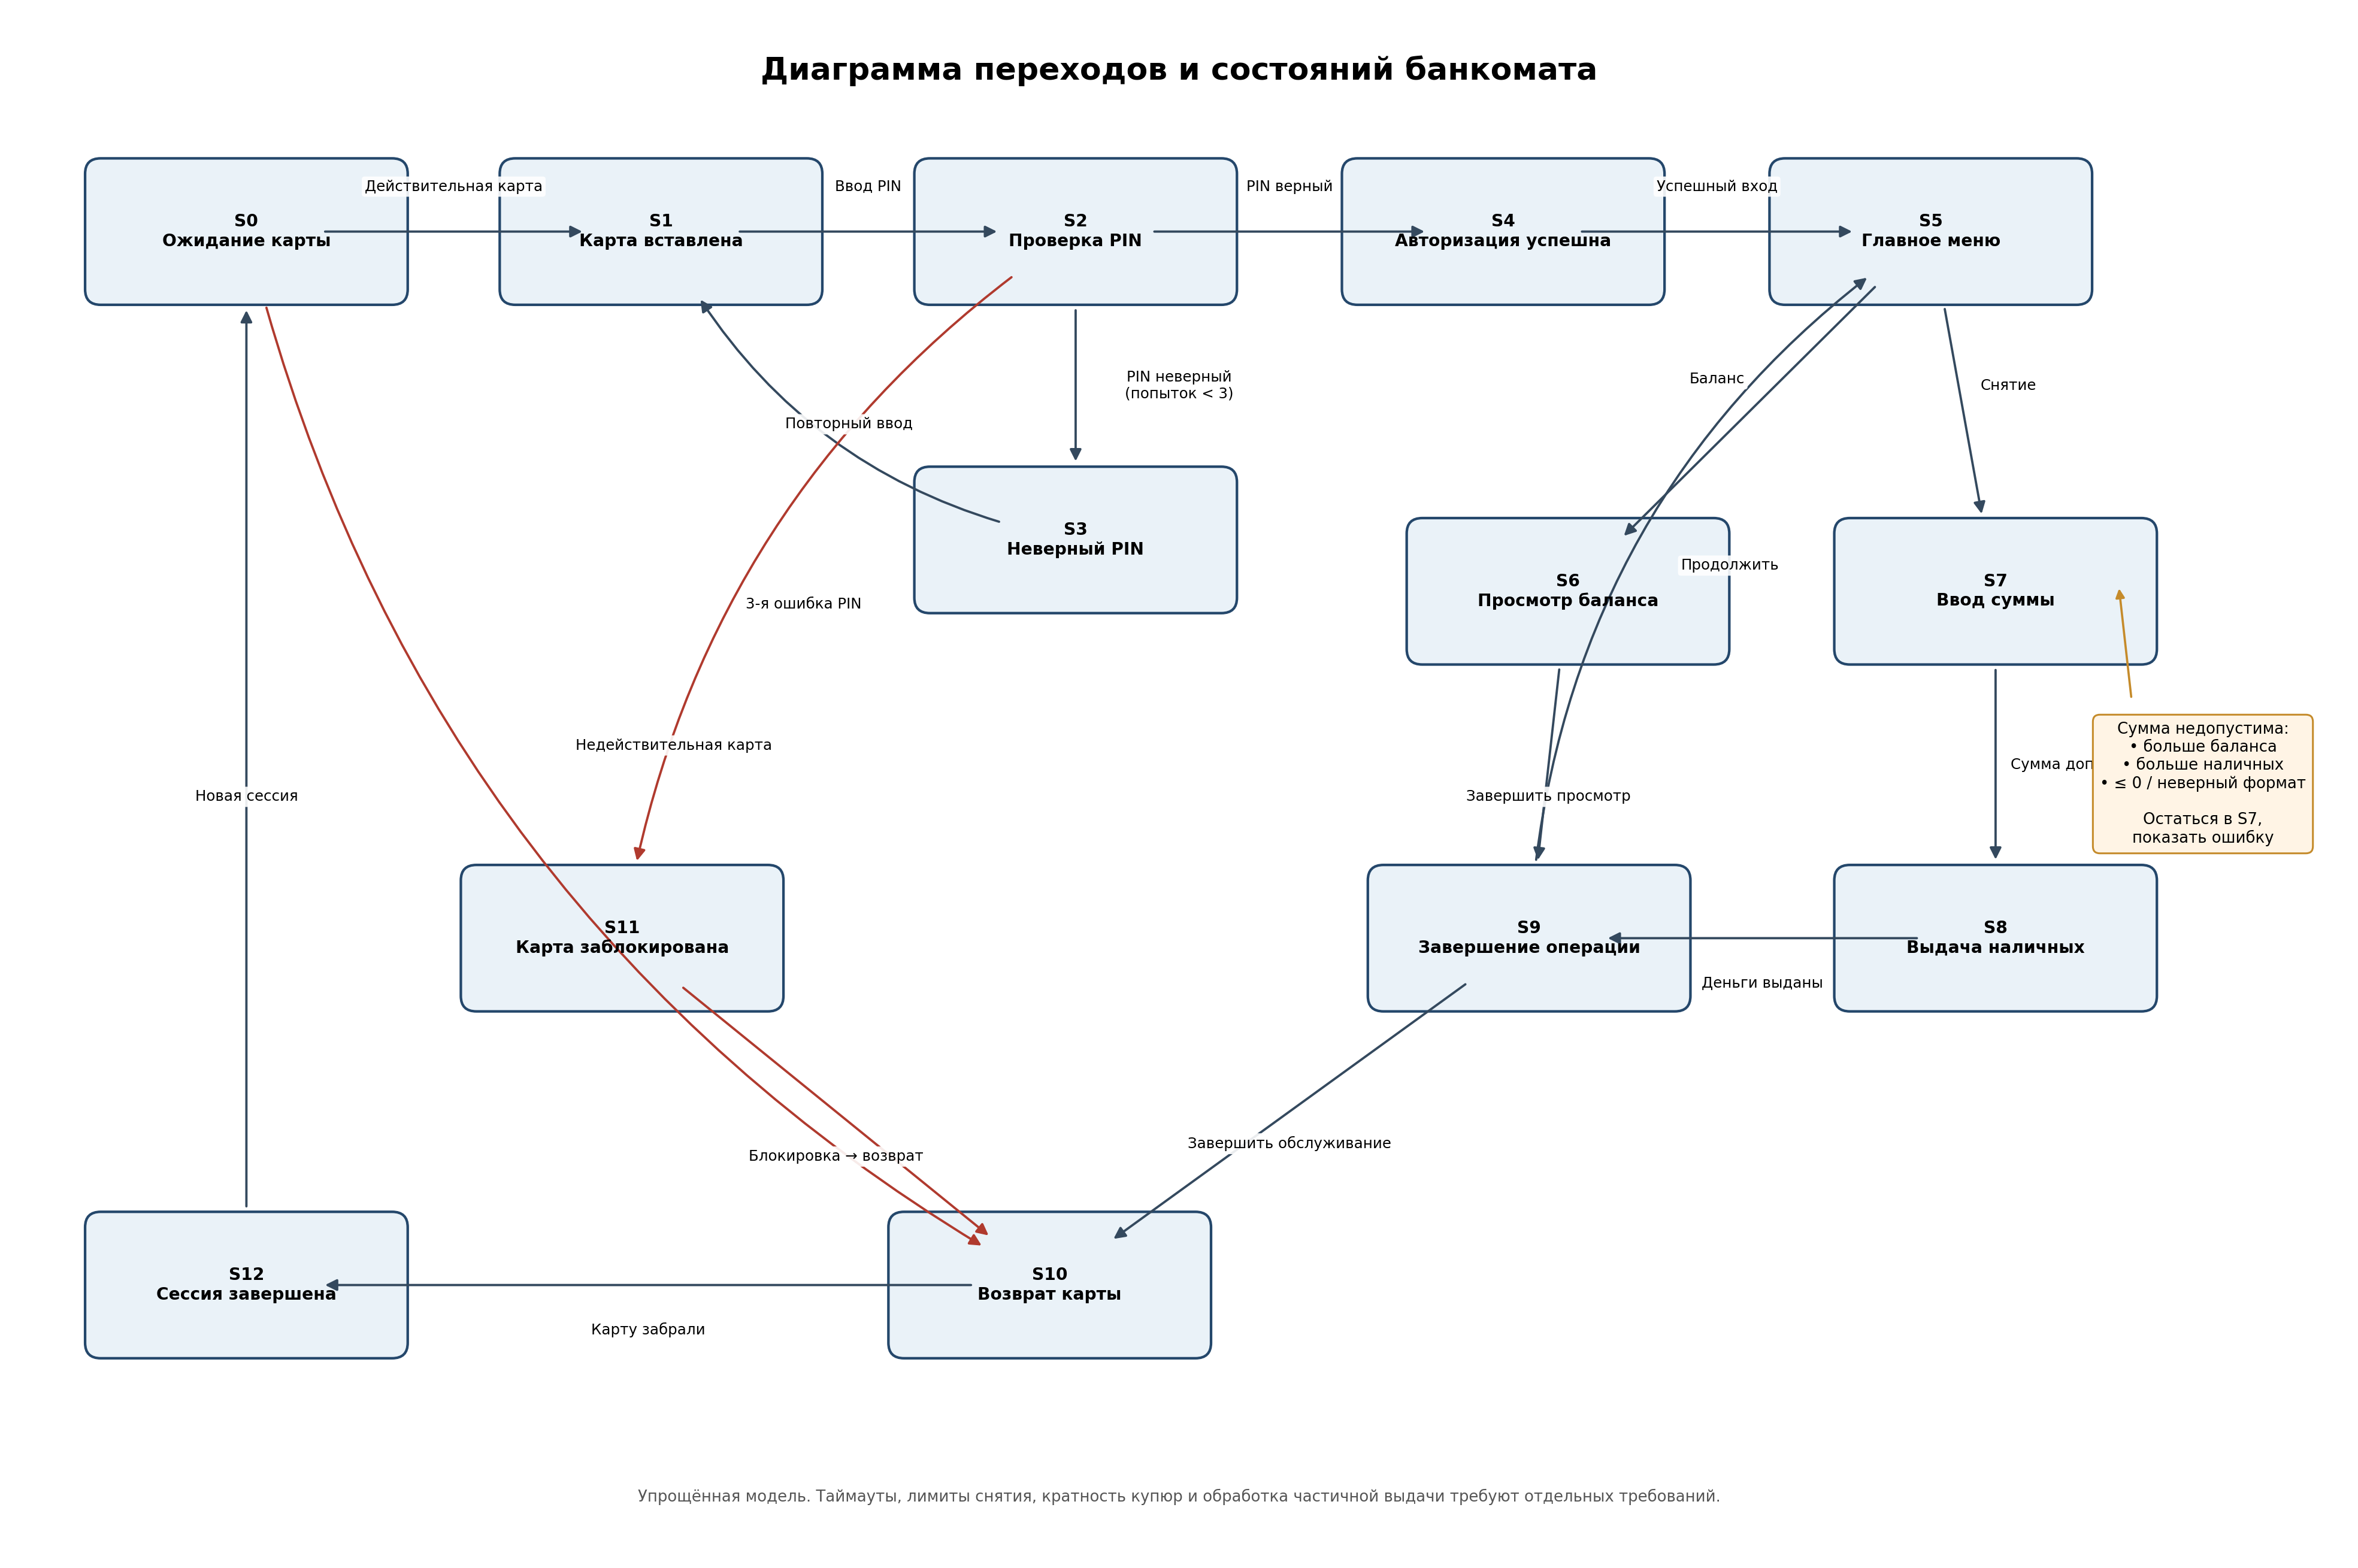 Диаграмма переходов и состояний банкомата
Действительная карта
Ввод PIN
PIN верный
Успешный вход
S0
Ожидание карты
S1
Карта вставлена
S2
Проверка PIN
S4
Авторизация успешна
S5
Главное меню
PIN неверный
(попыток < 3)
Баланс
Снятие
Повторный ввод
S3
Неверный PIN
Продолжить
S6
Просмотр баланса
S7
Ввод суммы
3-я ошибка PIN
Недействительная карта
Новая сессия
Завершить просмотр
Сумма
Сумма недопустима:
• больше баланса
• больше наличных
• ≤ 0 / неверный формат
Остаться в S7,
показать ошибку
S11
Карта заблокирована
S9
Завершение операции
S8
Выдача наличных
Деньги выданы
Блокировка → возврат
Завершить обслуживание
S12
Сессия завершена
S10
Возврат карты
Карту забрали
Упрощённая модель. Таймауты, лимиты снятия, кратность купюр и обработка частичной выдачи требуют отдельных требований.